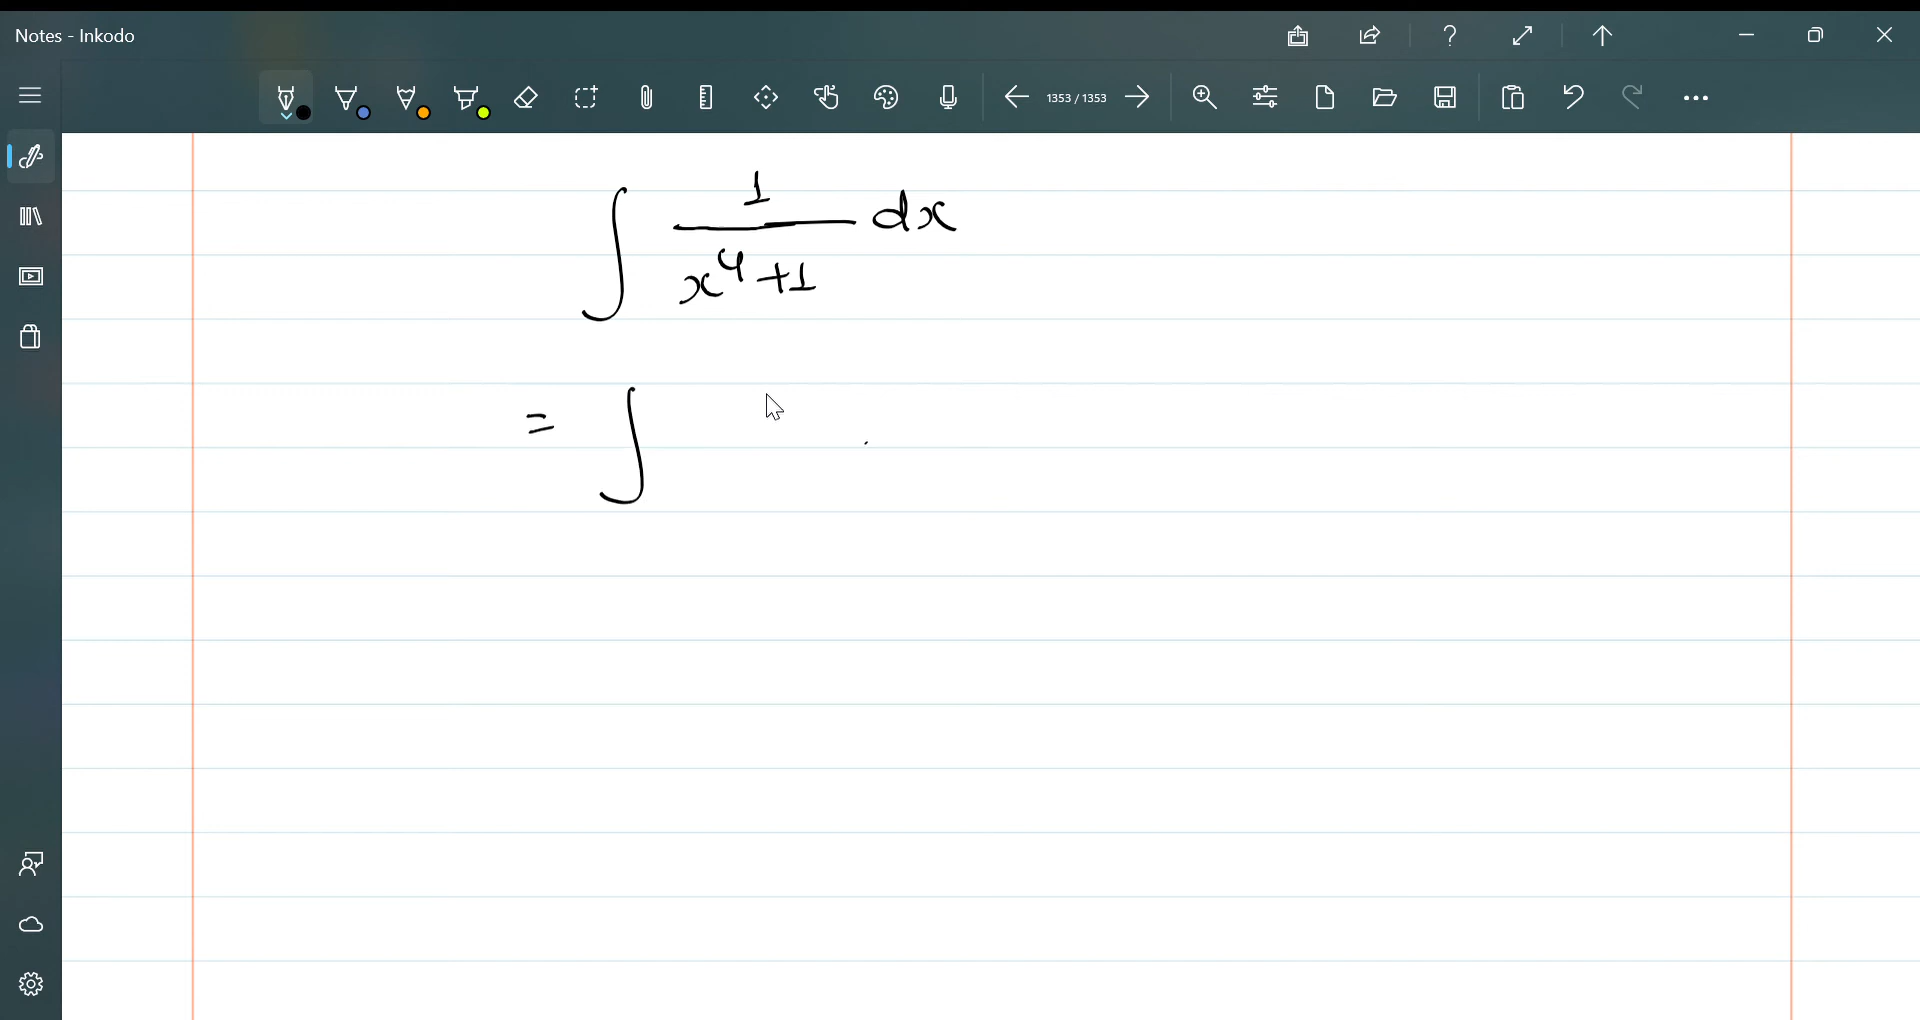 Notes - Inkodo
1353 / 1353
∫ 1/(x⁴+1) dx
= ∫